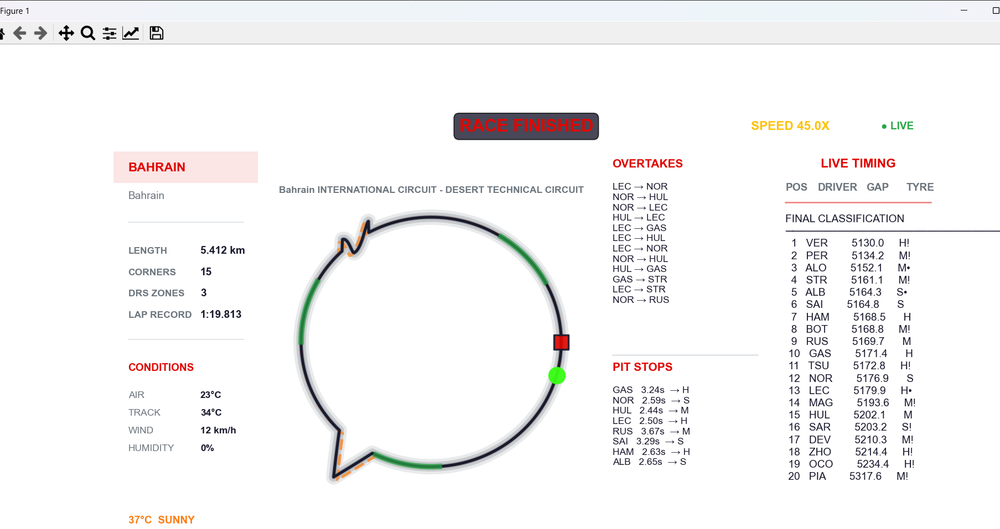 Figure 1
RACE FINISHED
SPEED 45.0X
● LIVE
BAHRAIN
Bahrain
LENGTH 5.412 km
CORNERS 15
DRS ZONES 3
LAP RECORD 1:19.813
CONDITIONS
AIR 23°C
TRACK 34°C
WIND 12 km/h
HUMIDITY 0%
37°C SUNNY
Bahrain INTERNATIONAL CIRCUIT - DESERT TECHNICAL CIRCUIT
OVERTAKES
LEC → NOR
NOR → HUL
NOR → LEC
HUL → LEC
LEC → GAS
LEC → HUL
LEC → NOR
NOR → HUL
HUL → GAS
GAS → STR
LEC → STR
NOR → RUS
PIT STOPS
GAS 3.24s → H
NOR 2.59s → S
HUL 2.44s → M
LEC 2.50s → H
RUS 3.67s → M
SAI 3.29s → S
HAM 2.63s → H
ALB 2.65s → S
LIVE TIMING
POS DRIVER GAP TYRE
FINAL CLASSIFICATION
1 VER 5130.0 H!
2 PER 5134.2 M!
3 ALO 5152.1 M•
4 STR 5161.1 M!
5 ALB 5164.3 S•
6 SAI 5164.8 S
7 HAM 5168.5 H
8 BOT 5168.8 M!
9 RUS 5169.7 M
10 GAS 5171.4 H
11 TSU 5172.8 H!
12 NOR 5176.9 S
13 LEC 5179.9 H•
14 MAG 5193.6 M!
15 HUL 5202.1 M
16 SAR 5203.2 S!
17 DEV 5210.3 M!
18 ZHO 5214.4 H!
19 OCO 5234.4 H!
20 PIA 5317.6 M!